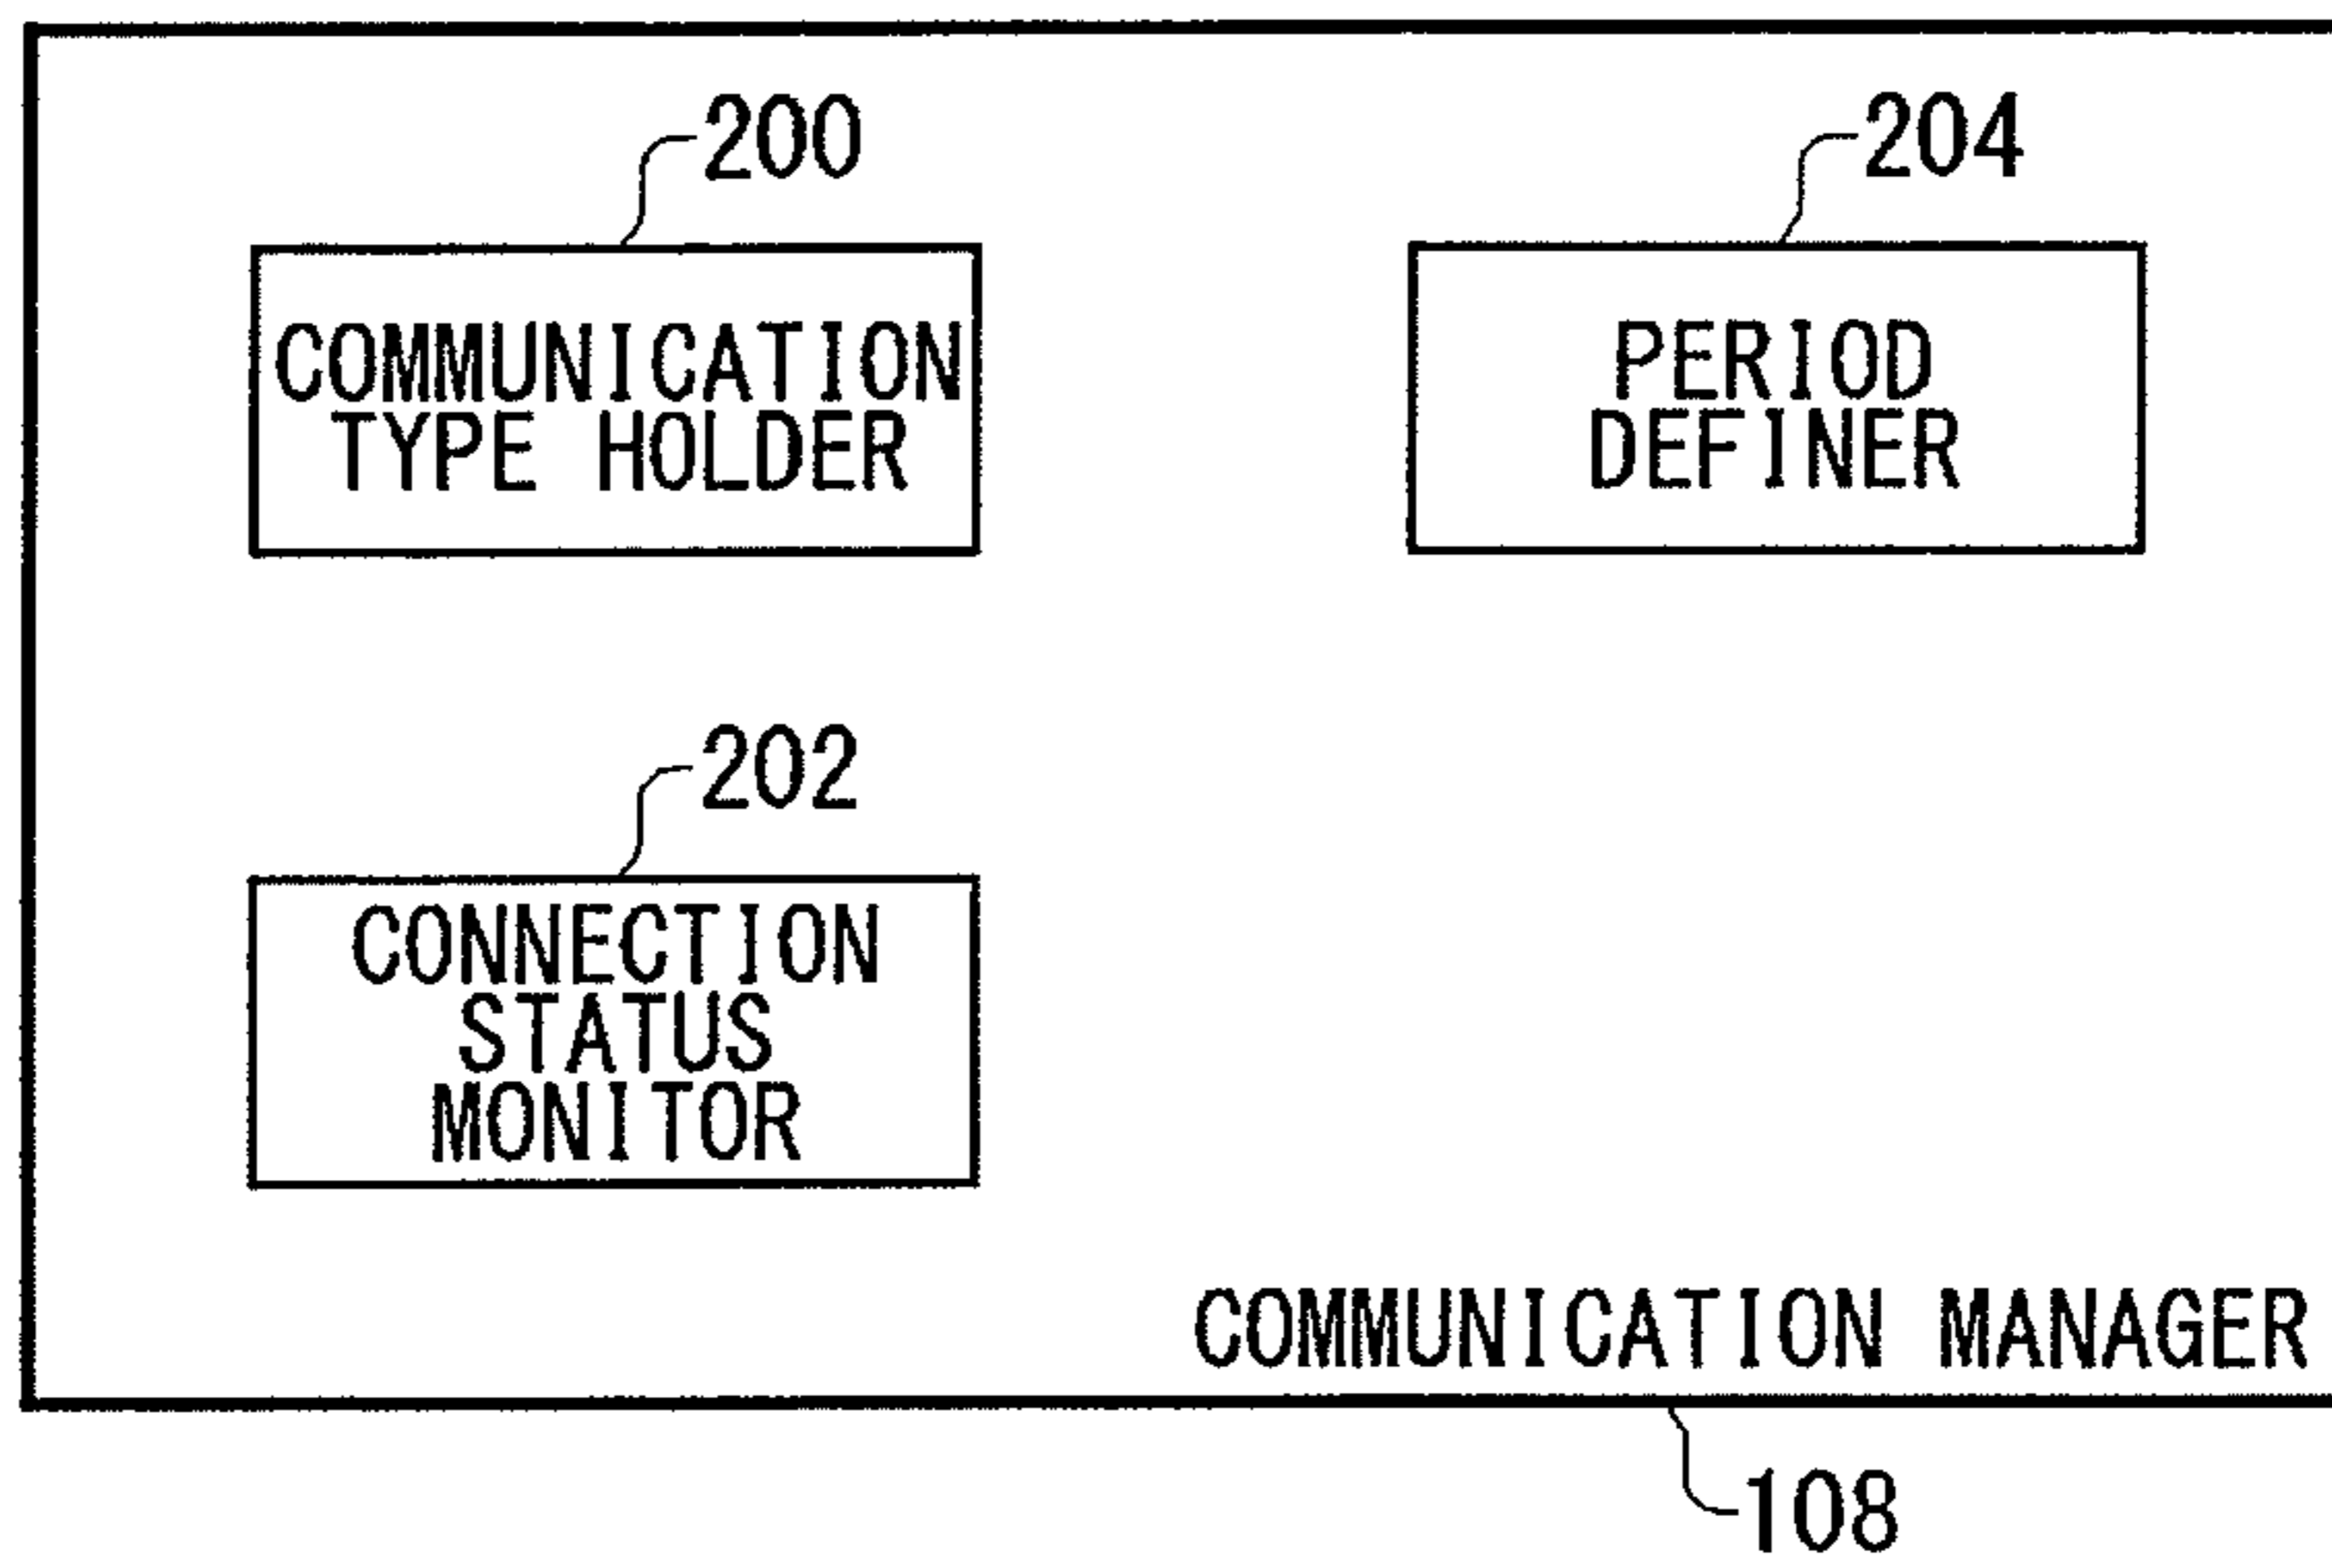 200
COMMUNICATION
TYPE HOLDER
204
PERIOD
DEFINER
202
CONNECTION
STATUS
MONITOR
COMMUNICATION MANAGER
108